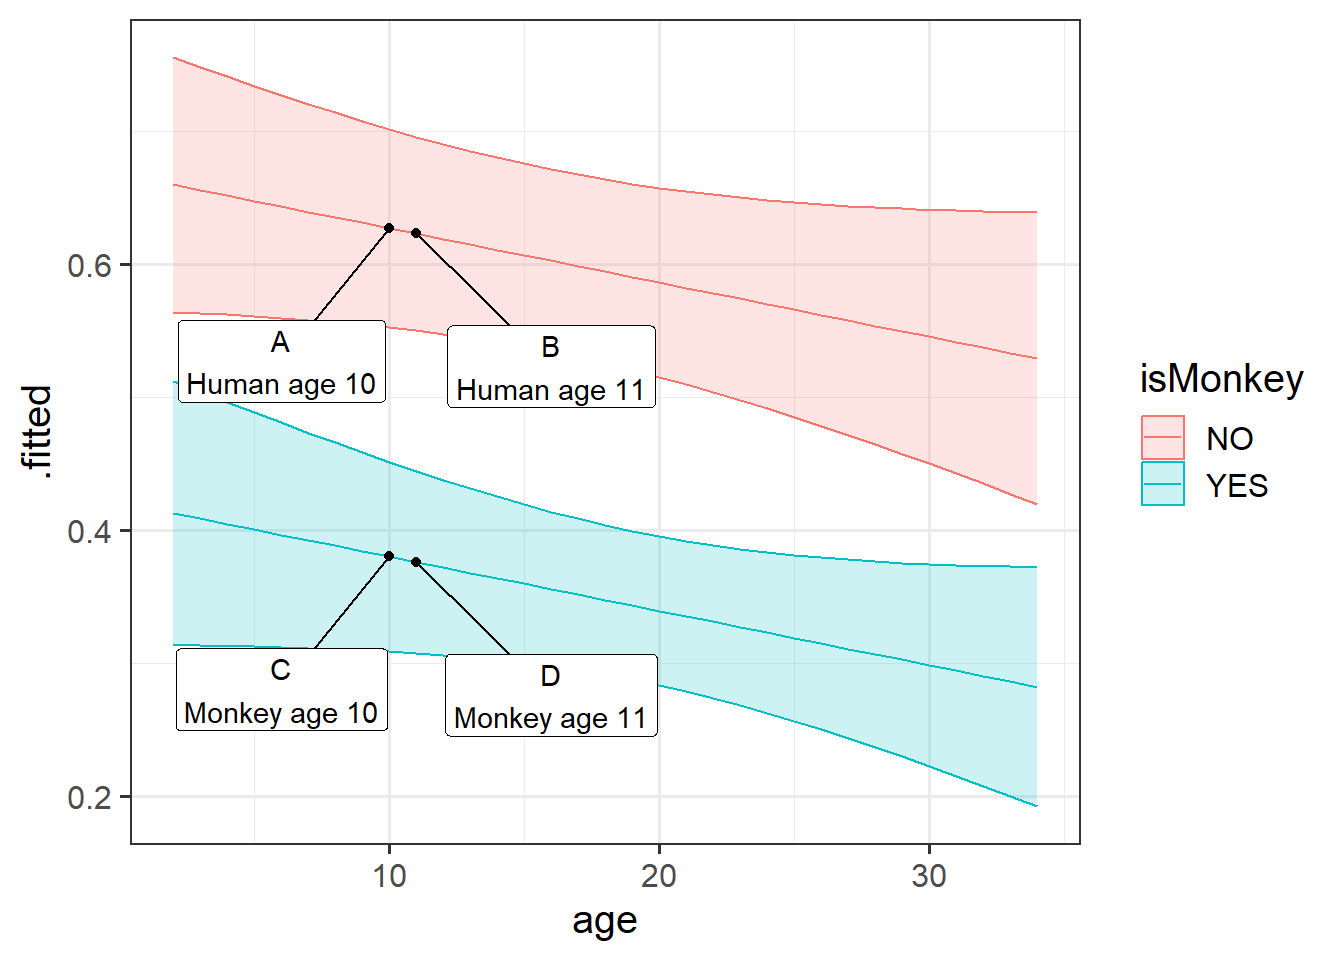 .fitted
0.6
0.4
0.2
A
Human age 10
B
Human age 11
C
Monkey age 10
D
Monkey age 11
10
20
30
age
isMonkey
NO
YES